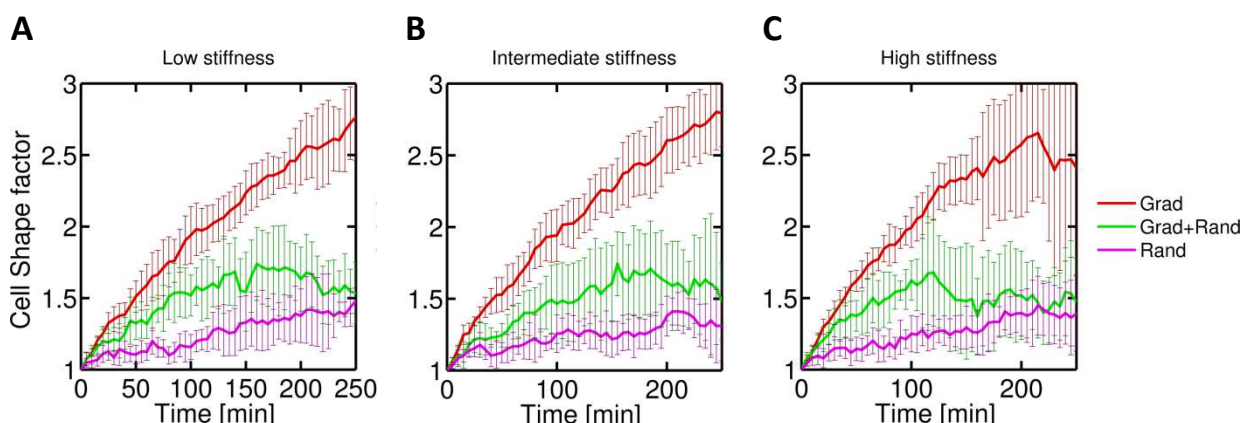 A
B
C
Low stiffness
Intermediate stiffness
High stiffness
Cell Shape factor
3
2.5
2
1.5
1
0
50
100
150
200
250
Time [min]
3
2.5
2
1.5
1
0
100
200
Time [min]
3
2.5
2
1.5
1
0
100
200
Time [min]
Grad
Grad+Rand
Rand